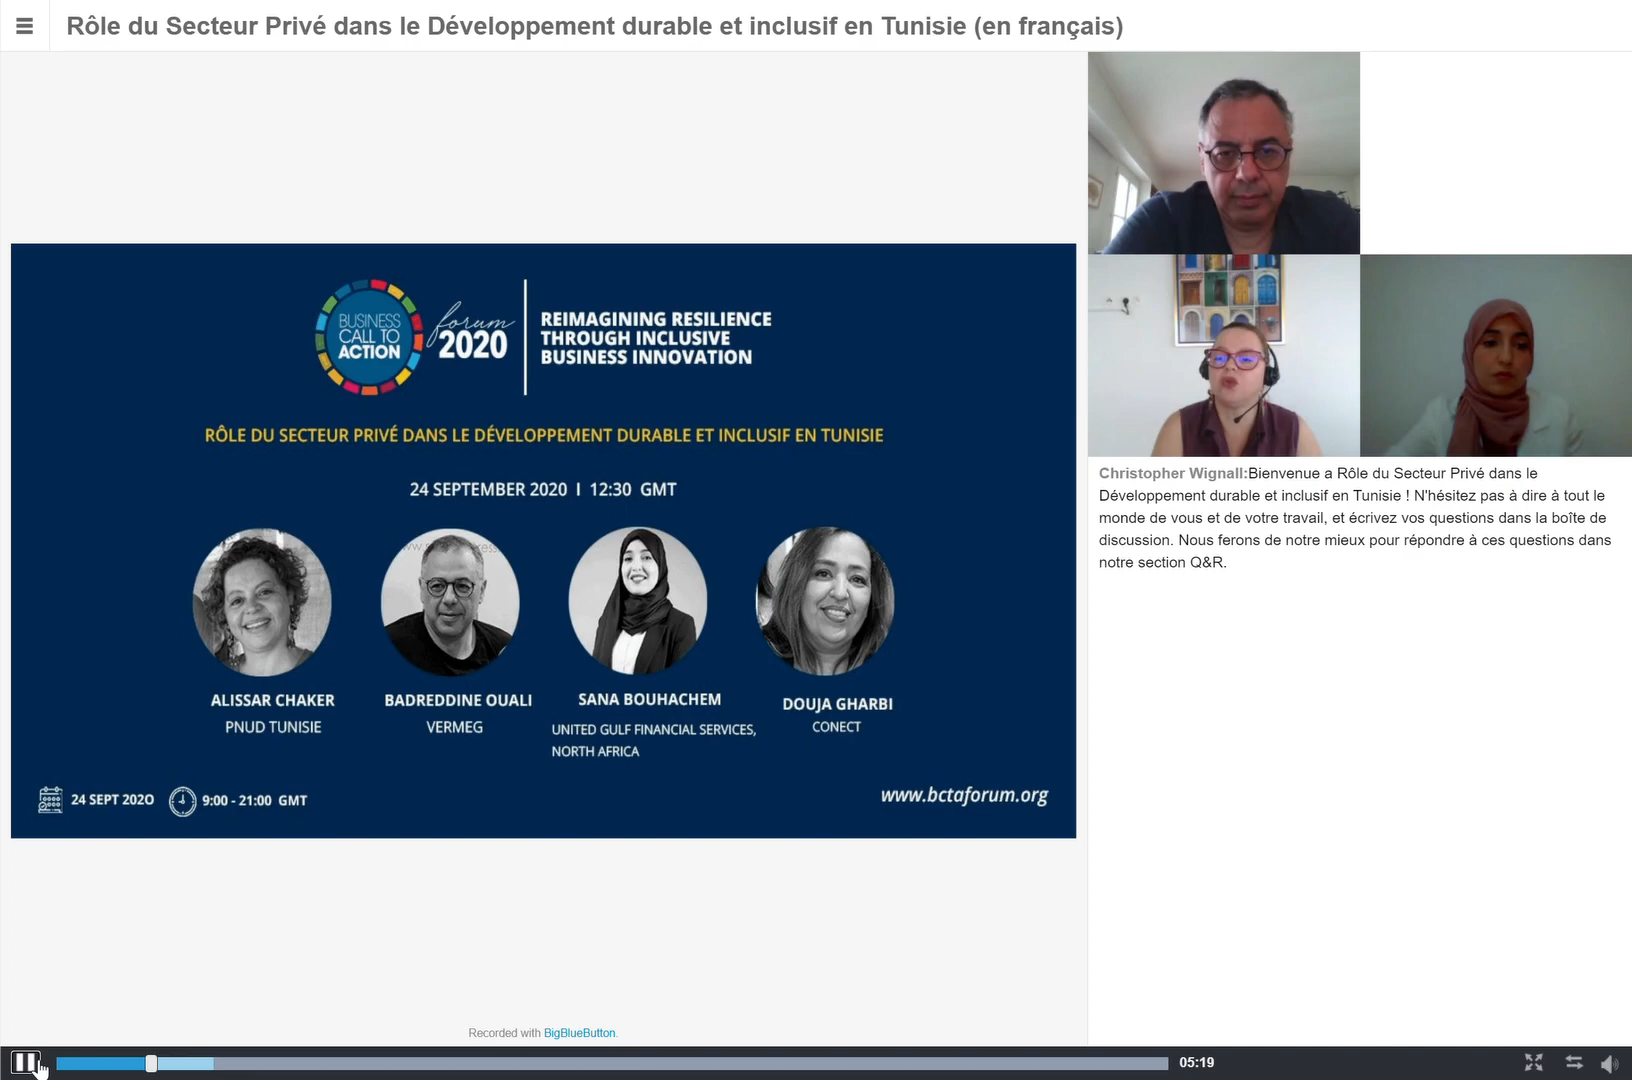 Rôle du Secteur Privé dans le Développement durable et inclusif en Tunisie (en français)
BUSINESS
CALL TO
ACTION
forum
2020
REIMAGINING RESILIENCE
THROUGH INCLUSIVE
BUSINESS INNOVATION
RÔLE DU SECTEUR PRIVÉ DANS LE DÉVELOPPEMENT DURABLE ET INCLUSIF EN TUNISIE
24 SEPTEMBER 2020 I 12:30 GMT
ALISSAR CHAKER
PNUD TUNISIE
BADREDDINE OUALI
VERMEG
SANA BOUHACHEM
UNITED GULF FINANCIAL SERVICES,
NORTH AFRICA
DOUJA GHARBI
CONECT
24 SEPT 2020
9:00 - 21:00 GMT
www.bctaforum.org
Christopher Wignall:Bienvenue a Rôle du Secteur Privé dans le
Développement durable et inclusif en Tunisie ! N'hésitez pas à dire à tout le
monde de vous et de votre travail, et écrivez vos questions dans la boîte de
discussion. Nous ferons de notre mieux pour répondre à ces questions dans
notre section Q&R.
Recorded with BigBlueButton.
05:19